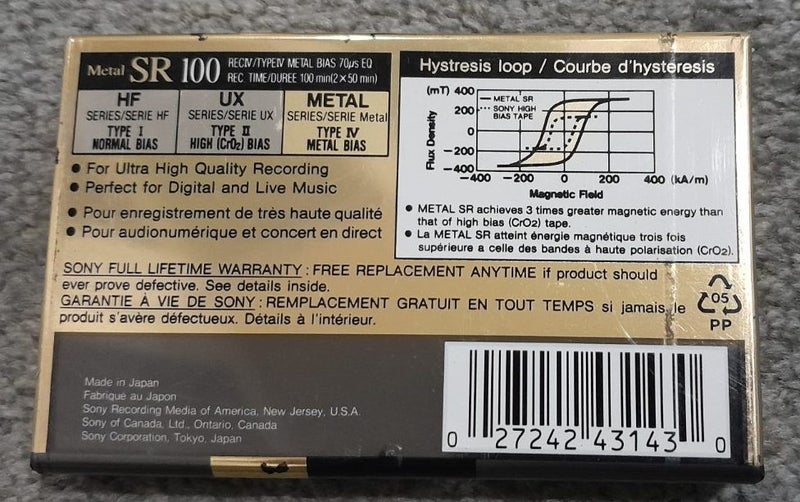 Metal SR 100
RECIV/TYPEIV METAL BIAS 70µs EQ
REC TIME/DUREE 100 min(2×50 min)
HF
SERIES/SERIE HF
TYPE I
NORMAL BIAS
UX
SERIES/SERIE UX
TYPE II
HIGH (CrO2) BIAS
METAL
SERIES/SERIE Metal
TYPE IV
METAL BIAS
• For Ultra High Quality Recording
• Perfect for Digital and Live Music
• Pour enregistrement de très haute qualité
• Pour audionumérique et concert en direct
Hystresis loop / Courbe d'hysteresis
(mT) 400
200
0
−200
−400
Flux Density
METAL SR
SONY HIGH
BIAS TAPE
−400 −200 0 200 400 (kA/m)
Magnetic Field
• METAL SR achieves 3 times greater magnetic energy than
that of high bias (CrO2) tape.
• La METAL SR atteint énergie magnétique trois fois
supérieure a celle des bandes à haute polarisation (CrO2).
SONY FULL LIFETIME WARRANTY : FREE REPLACEMENT ANYTIME if product should
ever prove defective. See details inside.
GARANTIE À VIE DE SONY : REMPLACEMENT GRATUIT EN TOUT TEMPS si jamais le
produit s'avère défectueux. Détails à l'intérieur.
05
PP
Made in Japan
Fabriqué au Japon
Sony Recording Media of America, New Jersey, U.S.A.
Sony of Canada, Ltd., Ontario, Canada
Sony Corporation, Tokyo, Japan
0 27242 43143 0